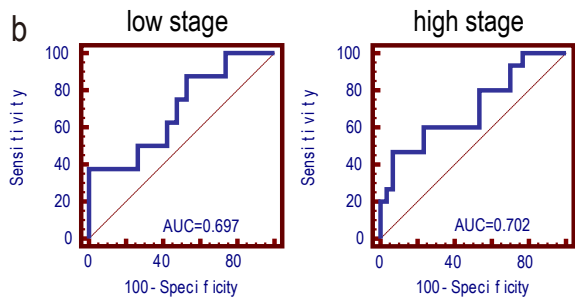 b
low stage
high stage
Sensitivity
100
80
60
40
20
0
AUC=0.697
0 40 80
100-Specificity
Sensitivity
100
80
60
40
20
0
AUC=0.702
0 40 80
100-Specificity